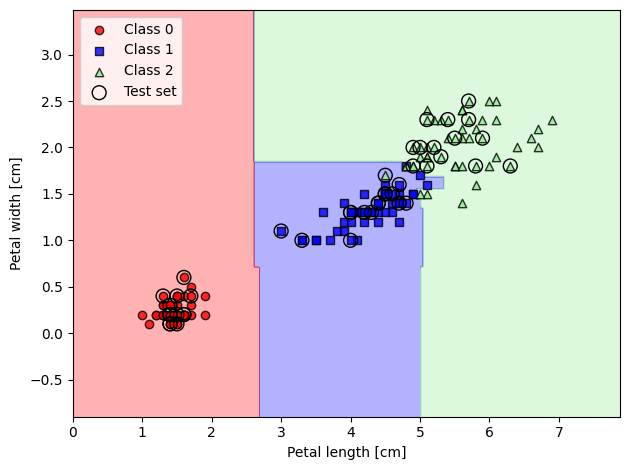 Class 0
Class 1
Class 2
Test set
3.0
2.5
2.0
1.5
1.0
0.5
0.0
−0.5
Petal width [cm]
0 1 2 3 4 5 6 7
Petal length [cm]